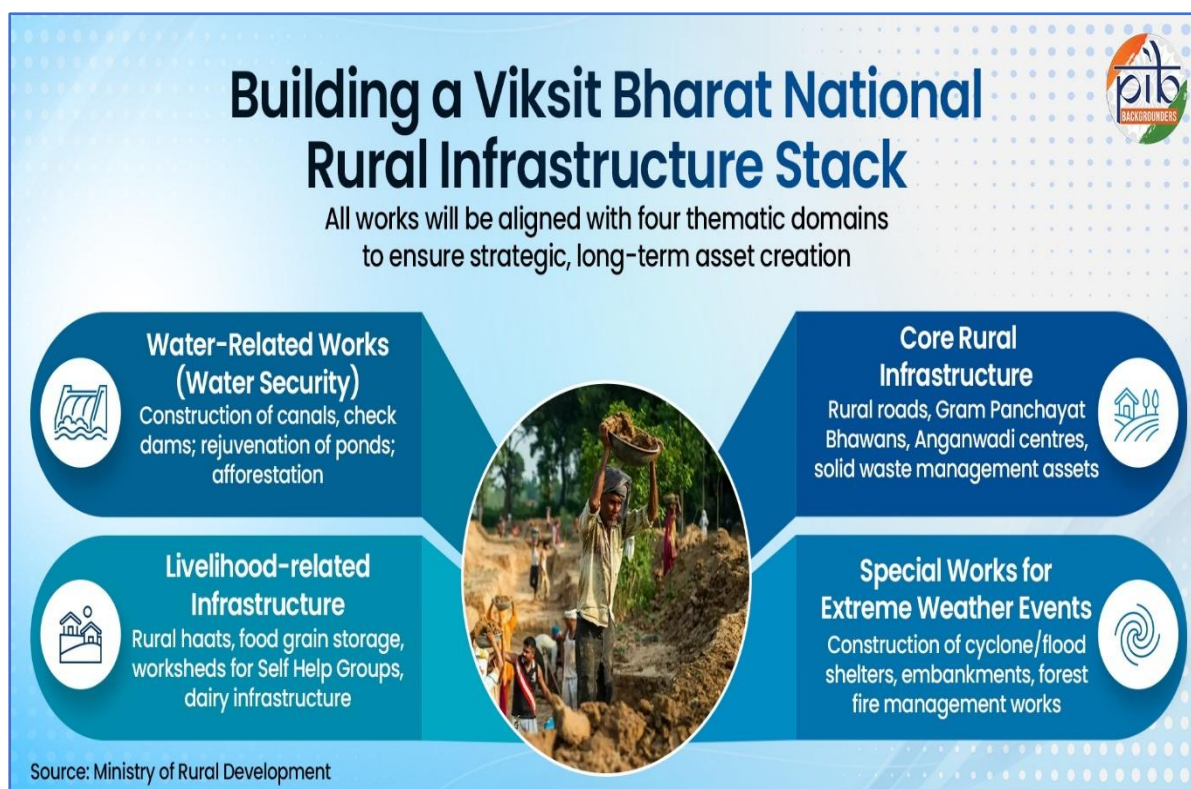 Building a Viksit Bharat National
Rural Infrastructure Stack
All works will be aligned with four thematic domains
to ensure strategic, long-term asset creation
pib
BACKGROUNDERS
Water-Related Works
(Water Security)
Construction of canals, check
dams; rejuvenation of ponds;
afforestation
Core Rural
Infrastructure
Rural roads, Gram Panchayat
Bhawans, Anganwadi centres,
solid waste management assets
Livelihood-related
Infrastructure
Rural haats, food grain storage,
worksheds for Self Help Groups,
dairy infrastructure
Special Works for
Extreme Weather Events
Construction of cyclone/flood
shelters, embankments, forest
fire management works
Source: Ministry of Rural Development